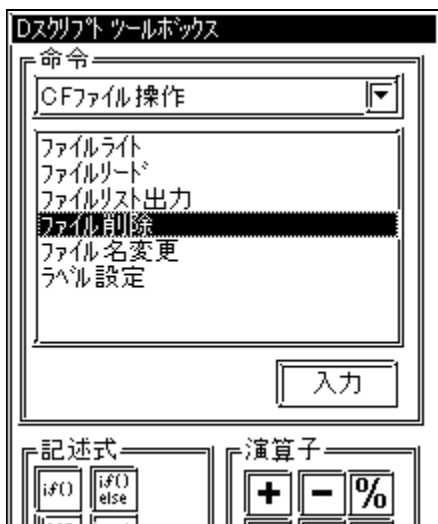 Dｽｸﾘﾌﾟﾄ ﾂｰﾙﾎﾞｯｸｽ
命令
CFﾌｧｲﾙ操作
ﾌｧｲﾙﾗｲﾄ
ﾌｧｲﾙﾘｰﾄﾞ
ﾌｧｲﾙﾘｽﾄ出力
ﾌｧｲﾙ削除
ﾌｧｲﾙ名変更
ﾗﾍﾞﾙ設定
入力
記述式 演算子
if() if() + - %
else